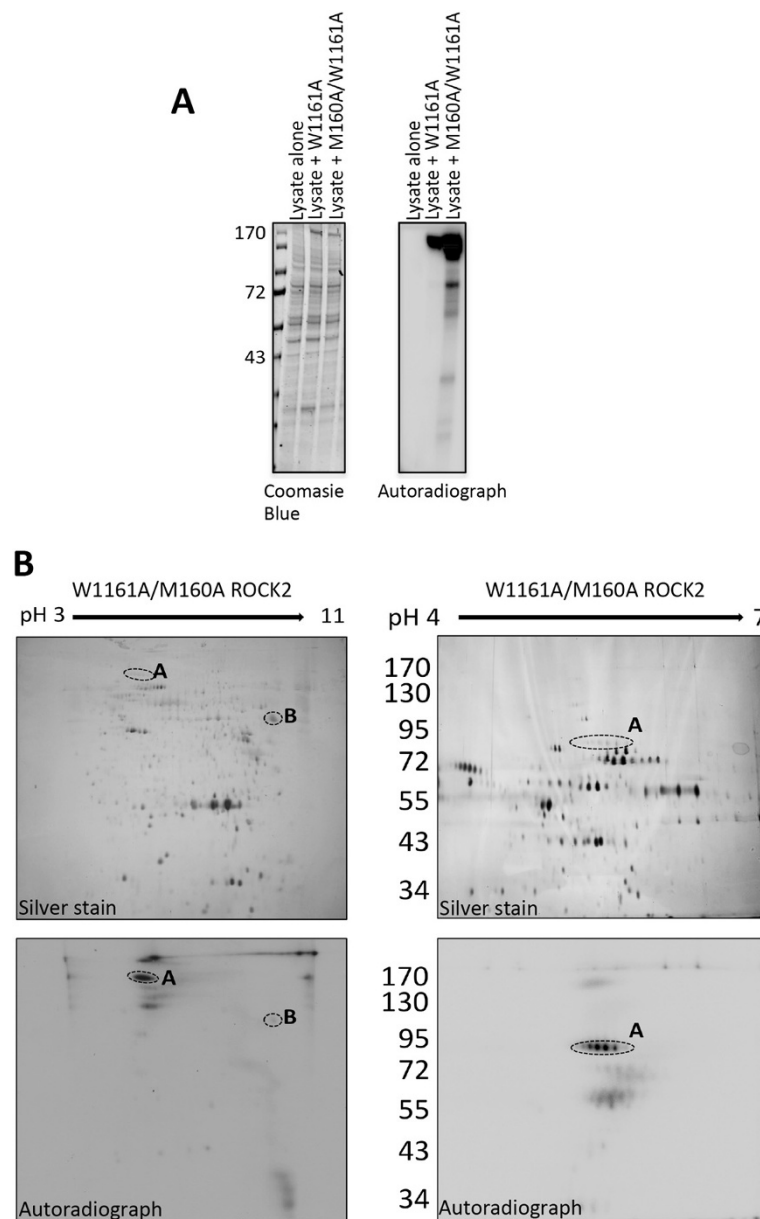 A
Lysate alone
Lysate + W1161A
Lysate + M160A/W1161A
Lysate alone
Lysate + W1161A
Lysate + M160A/W1161A
170
72
43
Coomasie
Blue
Autoradiograph
B
W1161A/M160A ROCK2
pH 3
11
W1161A/M160A ROCK2
pH 4
7
A
B
Silver stain
170
130
95
72
55
43
34
A
Silver stain
A
B
Autoradiograph
170
130
95
72
55
43
34
A
Autoradiograph